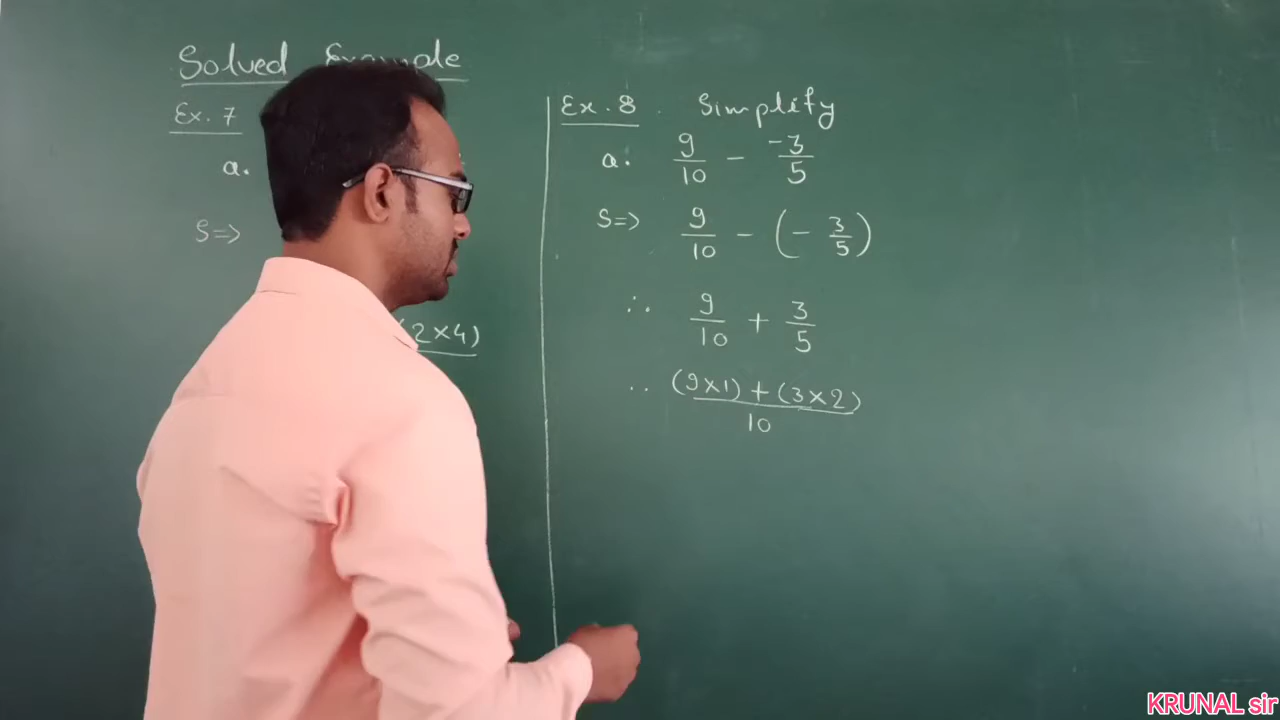 Solved Example
Ex. 7
a.
S=>
(2×4)
Ex. 8 . Simplify
a. 9/10 - -3/5
S=> 9/10 - (- 3/5)
∴ 9/10 + 3/5
∴ (9×1) + (3×2)/10
KRUNAL sir